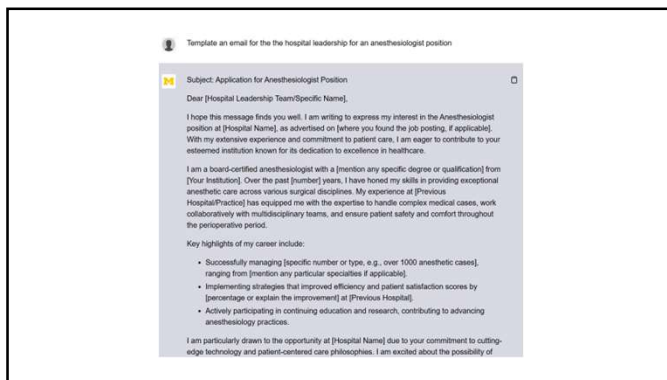 Template an email for the the hospital leadership for an anesthesiologist position
M
Subject: Application for Anesthesiologist Position
Dear [Hospital Leadership Team/Specific Name],
I hope this message finds you well. I am writing to express my interest in the Anesthesiologist
position at [Hospital Name], as advertised on [where you found the job posting, if applicable].
With my extensive experience and commitment to patient care, I am eager to contribute to your
esteemed institution known for its dedication to excellence in healthcare.
I am a board-certified anesthesiologist with a [mention any specific degree or qualification] from
[Your Institution]. Over the past [number] years, I have honed my skills in providing exceptional
anesthetic care across various surgical disciplines. My experience at [Previous
Hospital/Practice] has equipped me with the expertise to handle complex medical cases, work
collaboratively with multidisciplinary teams, and ensure patient safety and comfort throughout
the perioperative period.
Key highlights of my career include:
• Successfully managing [specific number or type, e.g., over 1000 anesthetic cases],
ranging from [mention any particular specialties if applicable].
• Implementing strategies that improved efficiency and patient satisfaction scores by
[percentage or explain the improvement] at [Previous Hospital].
• Actively participating in continuing education and research, contributing to advancing
anesthesiology practices.
I am particularly drawn to the opportunity at [Hospital Name] due to your commitment to cutting-
edge technology and patient-centered care philosophies. I am excited about the possibility of